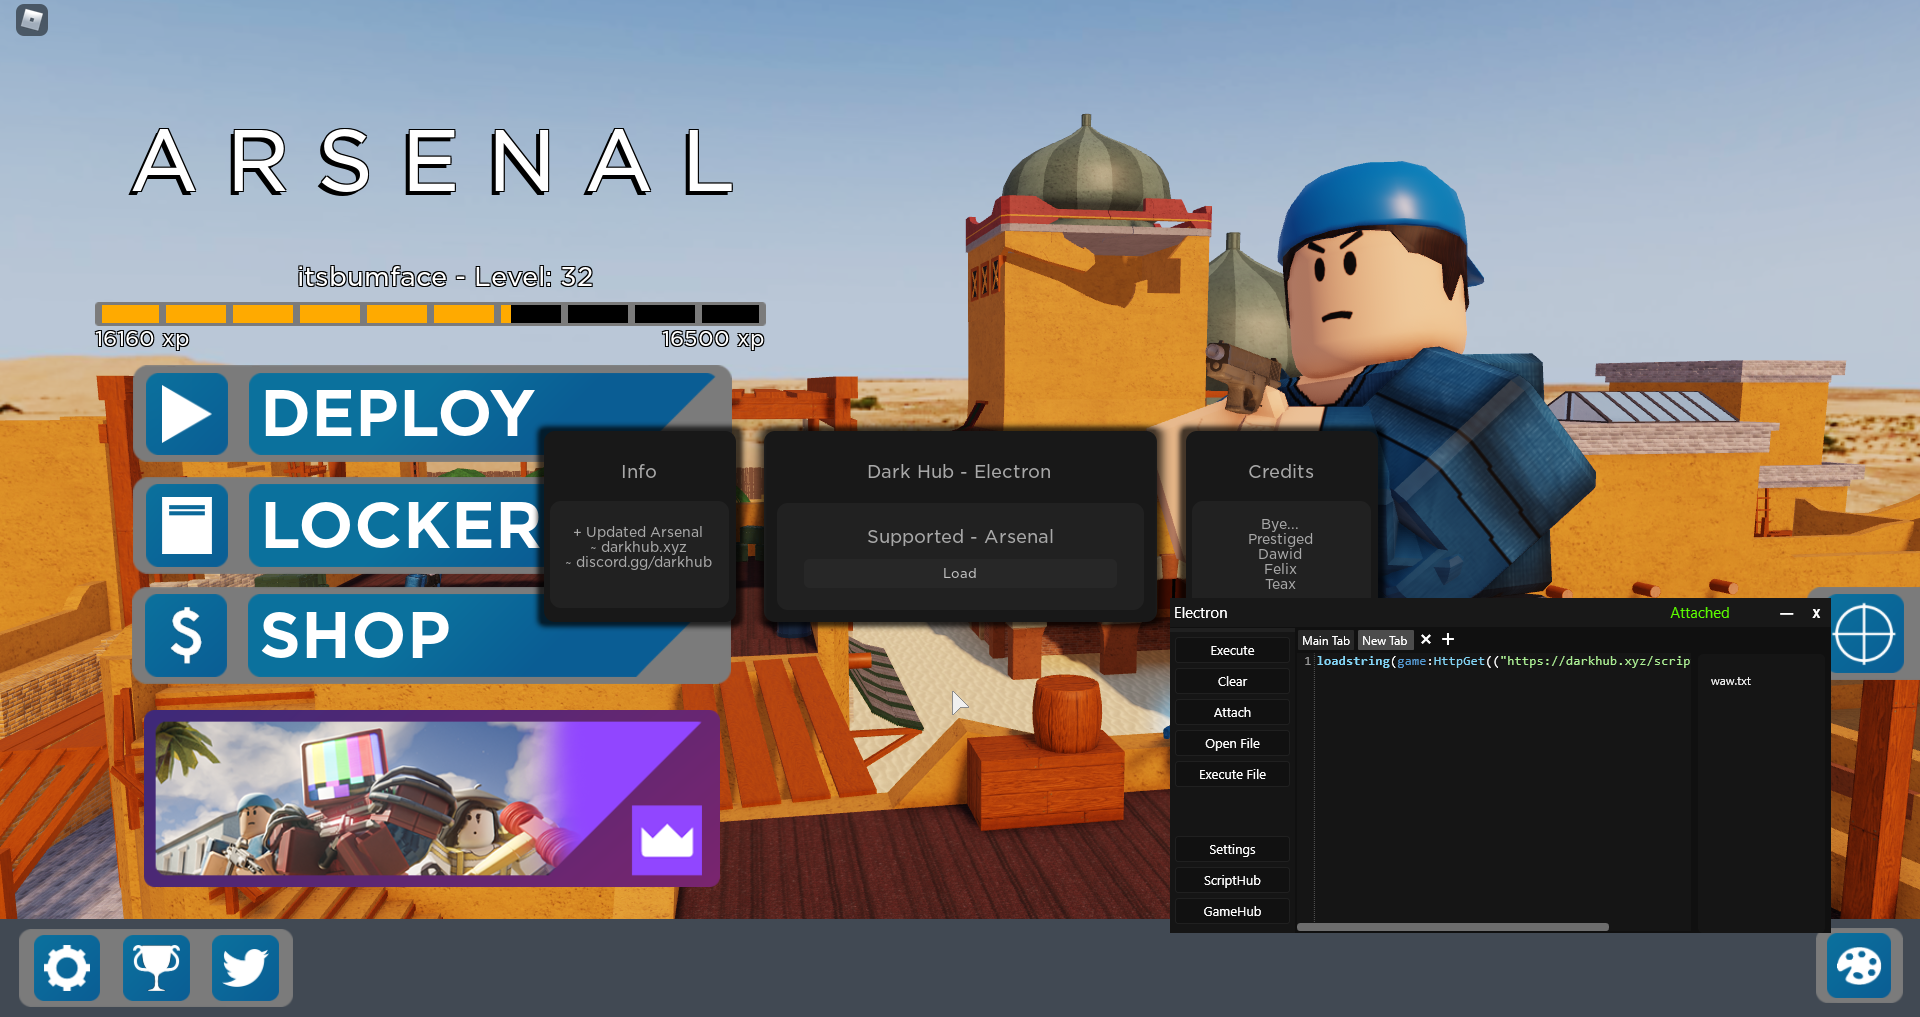 ARSENAL
itsbumface - Level: 32
16160 xp
16500 xp
DEPLOY
LOCKER
SHOP
Info
+ Updated Arsenal
~ darkhub.xyz
~ discord.gg/darkhub
Dark Hub - Electron
Supported - Arsenal
Load
Credits
Bye...
Prestiged
Dawid
Felix
Teax
Electron
Attached
x
Execute
Clear
Attach
Open File
Execute File
Settings
ScriptHub
GameHub
Main Tab
New Tab
1
loadstring(game:HttpGet(("https://darkhub.xyz/scrip
waw.txt